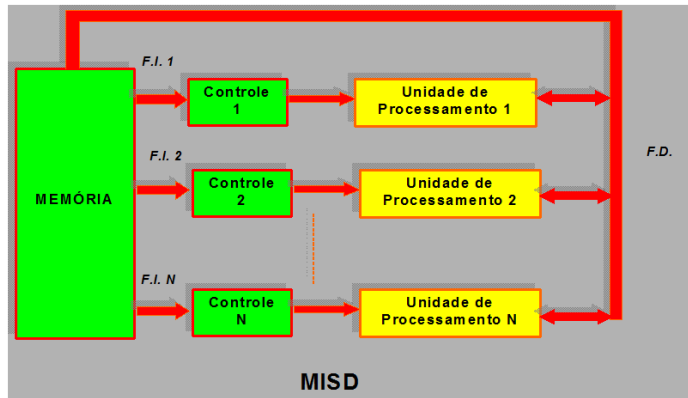 F.I. 1
Controle
1
Unidade de
Processamento 1
F.I. 2
F.D.
MEMÓRIA
Controle
2
Unidade de
Processamento 2
F.I. N
Controle
N
Unidade de
Processamento N
MISD